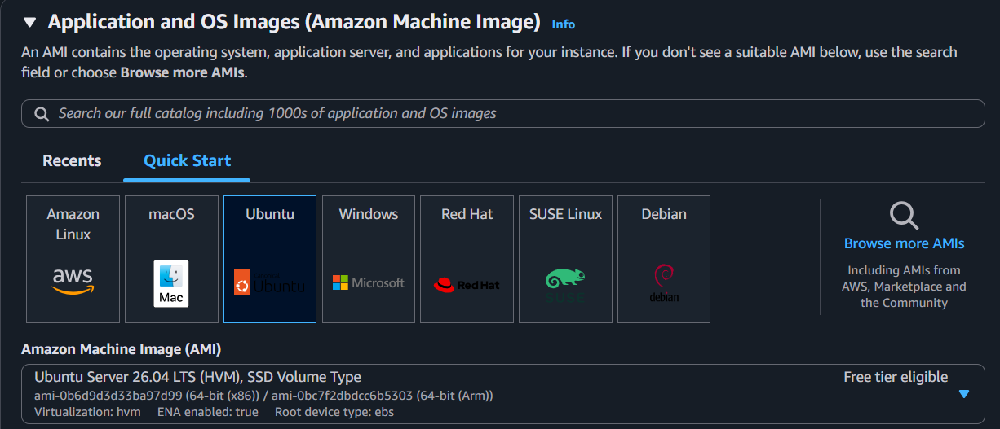 Application and OS Images (Amazon Machine Image) Info
An AMI contains the operating system, application server, and applications for your instance. If you don't see a suitable AMI below, use the search
field or choose Browse more AMIs.
Search our full catalog including 1000s of application and OS images
Recents
Quick Start
Amazon
Linux
aws
macOS
Mac
Ubuntu
Ubuntu
Windows
Microsoft
Red Hat
Red Hat
SUSE Linux
SUSE
Debian
debian
Browse more AMIs
Including AMIs from
AWS, Marketplace and
the Community
Amazon Machine Image (AMI)
Ubuntu Server 26.04 LTS (HVM), SSD Volume Type
Free tier eligible
ami-0b6d9d3d33ba97d99 (64-bit (x86)) / ami-0bc7f2dbdcc6b5303 (64-bit (Arm))
Virtualization: hvm ENA enabled: true Root device type: ebs